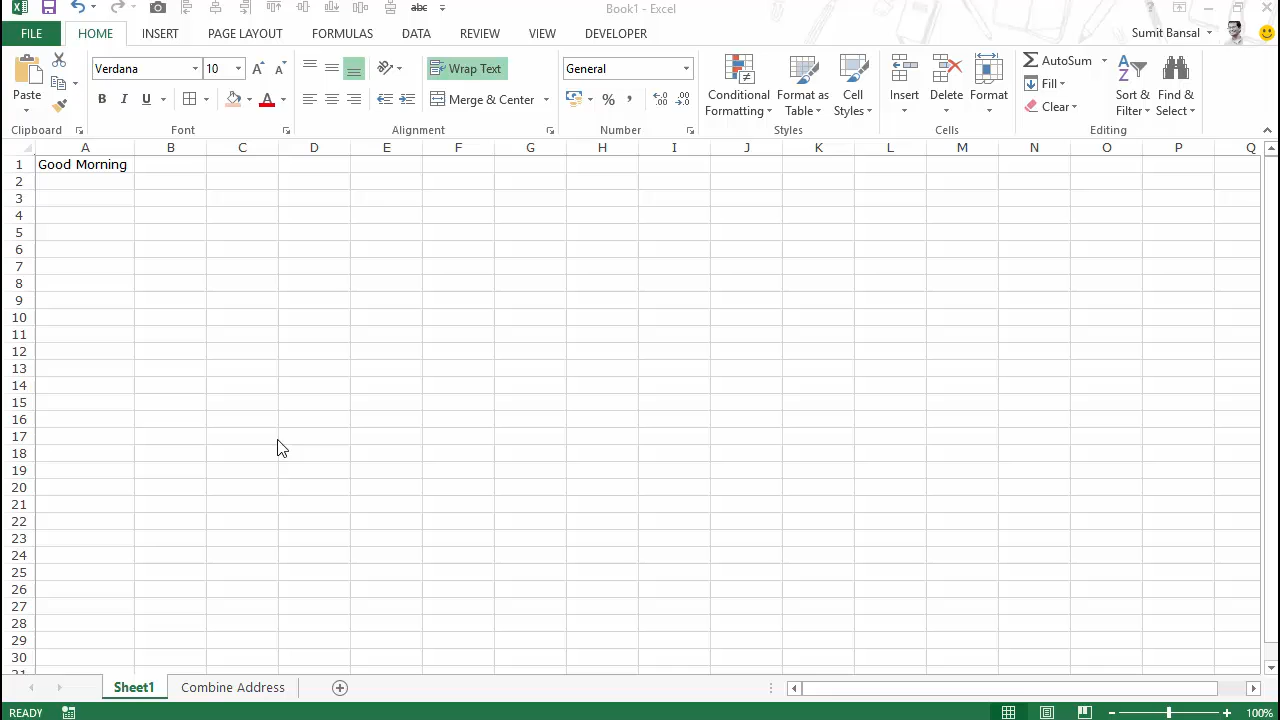 Book1 - Excel
abc
?
FILE
HOME
INSERT
PAGE LAYOUT
FORMULAS
DATA
REVIEW
VIEW
DEVELOPER
Sumit Bansal
Paste
Clipboard
Verdana
10
A A
B I U A
Font
Wrap Text
Merge & Center
Alignment
General
% ,
Number
Conditional Formatting
Format as Table
Cell Styles
Styles
Insert
Delete
Format
Cells
AutoSum
Fill
Clear
Sort & Filter
Find & Select
Editing
A B C D E F G H I J K L M N O P Q
1 Good Morning
2
3
4
5
6
7
8
9
10
11
12
13
14
15
16
17
18
19
20
21
22
23
24
25
26
27
28
29
30
31
Sheet1
Combine Address
READY
100%